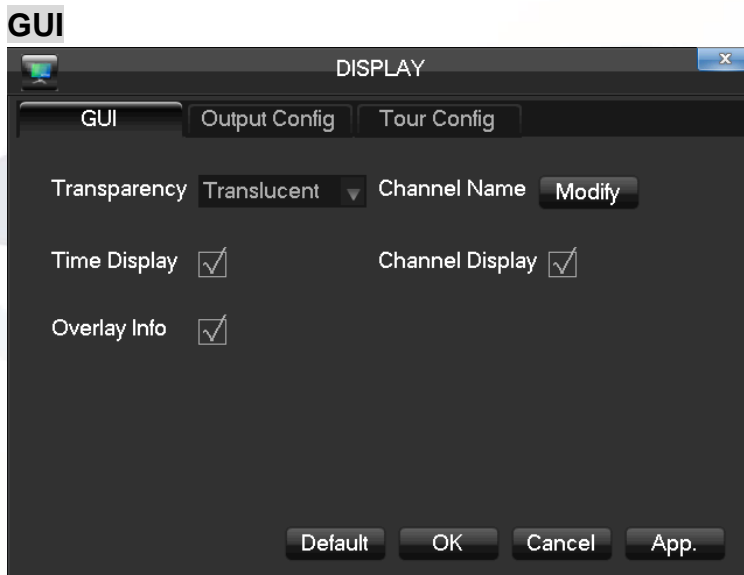 GUI
DISPLAY x
GUI Output Config Tour Config
Transparency Translucent Channel Name Modify
Time Display Channel Display
Overlay Info
Default OK Cancel App.